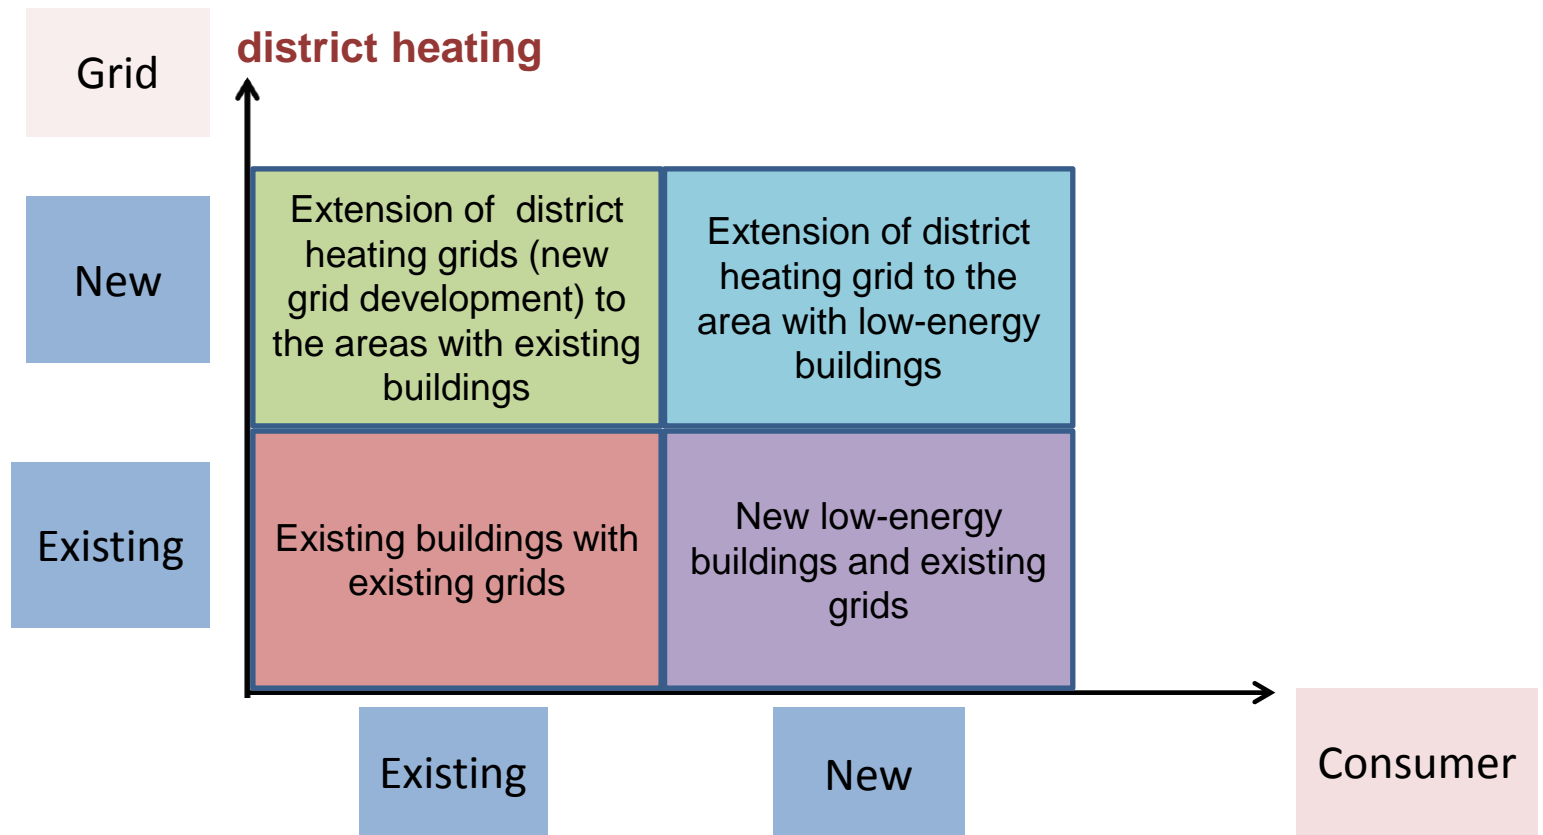 Grid
district heating
New
Extension of  district
heating grids (new
grid development) to
the areas with existing
buildings
Extension of district
heating grid to the
area with low-energy
buildings
Existing
Existing buildings with
existing grids
New low-energy
buildings and existing
grids
Existing
New
Consumer